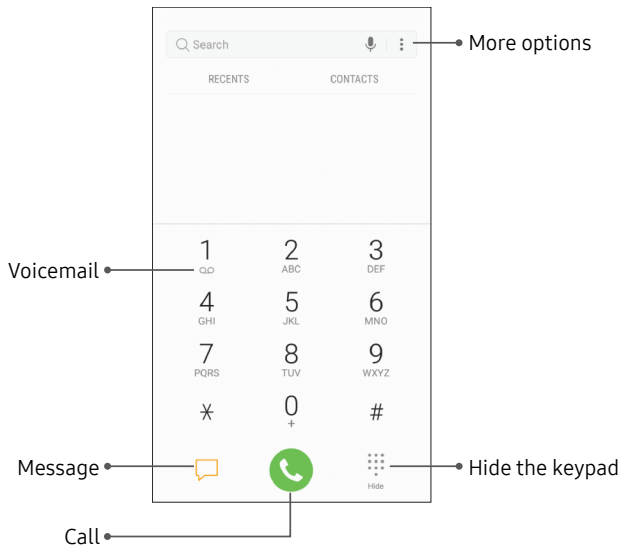 Search
More options
RECENTS CONTACTS
1 2 3
ABC DEF
Voicemail
4 5 6
GHI JKL MNO
7 8 9
PQRS TUV WXYZ
* 0 #
+
Message
Hide the keypad
Hide
Call